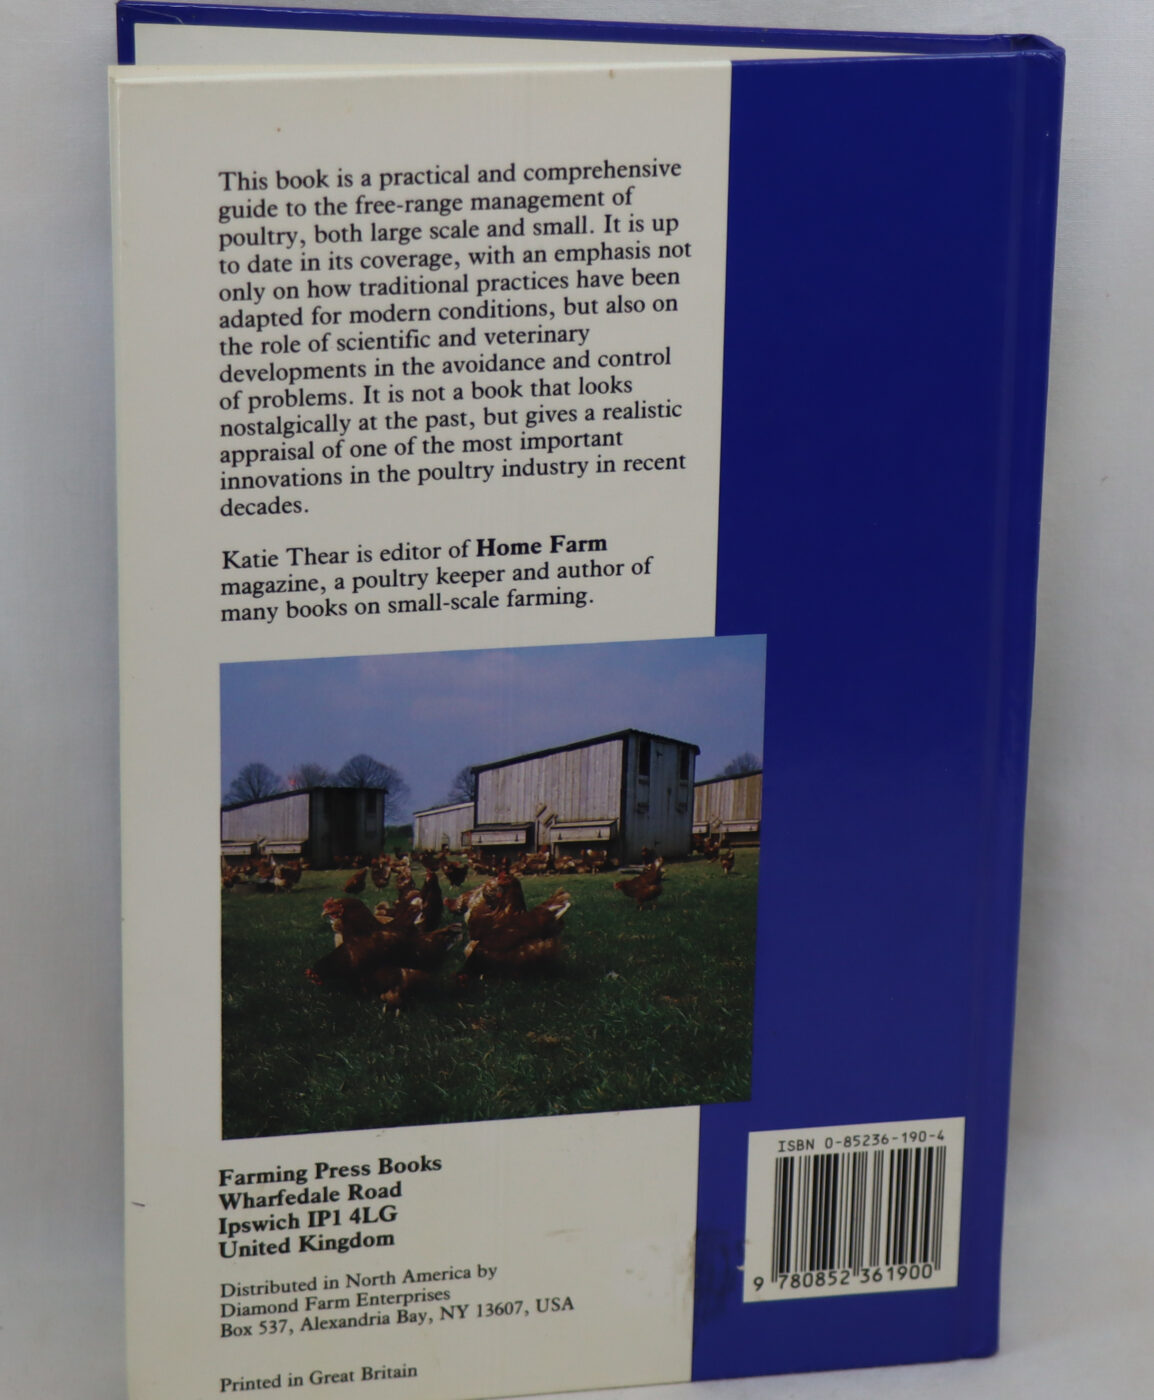 This book is a practical and comprehensive
guide to the free-range management of
poultry, both large scale and small. It is up
to date in its coverage, with an emphasis not
only on how traditional practices have been
adapted for modern conditions, but also on
the role of scientific and veterinary
developments in the avoidance and control
of problems. It is not a book that looks
nostalgically at the past, but gives a realistic
appraisal of one of the most important
innovations in the poultry industry in recent
decades.
Katie Thear is editor of Home Farm
magazine, a poultry keeper and author of
many books on small-scale farming.
Farming Press Books
Wharfedale Road
Ipswich IP1 4LG
United Kingdom
Distributed in North America by
Diamond Farm Enterprises
Box 537, Alexandria Bay, NY 13607, USA
Printed in Great Britain
ISBN 0-85236-190-4
9 780852 361900